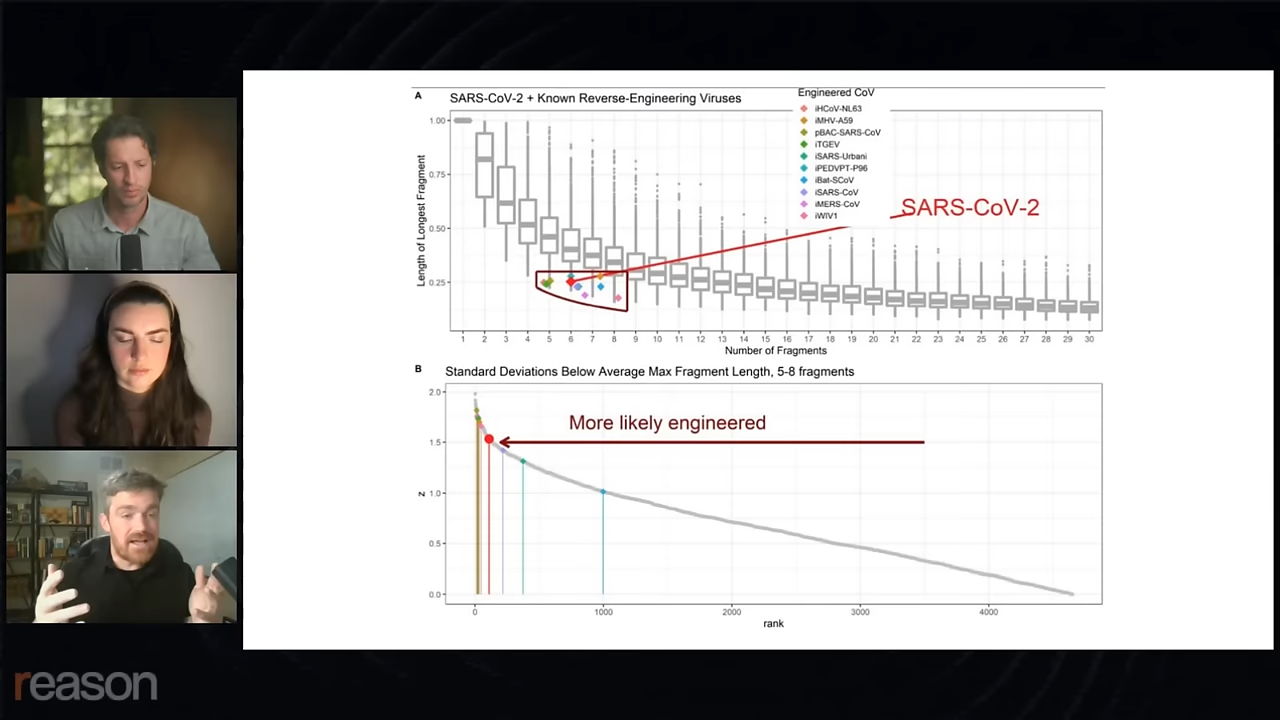 A
SARS-CoV-2 + Known Reverse-Engineering Viruses
Engineered CoV
iHCoV-NL63
iMHV-A59
pBAC-SARS-CoV
iTGEV
iSARS-Urbani
iPEDVPT-P96
iBat-SCoV
iSARS-CoV
iMERS-CoV
iWIV1
SARS-CoV-2
Length of Longest Fragment
1.00
0.75
0.50
0.25
1 2 3 4 5 6 7 8 9 10 11 12 13 14 15 16 17 18 19 20 21 22 23 24 25 26 27 28 29 30
Number of Fragments
B
Standard Deviations Below Average Max Fragment Length, 5-8 fragments
More likely engineered
z
2.0
1.5
1.0
0.5
0.0
0 1000 2000 3000 4000
rank
reason